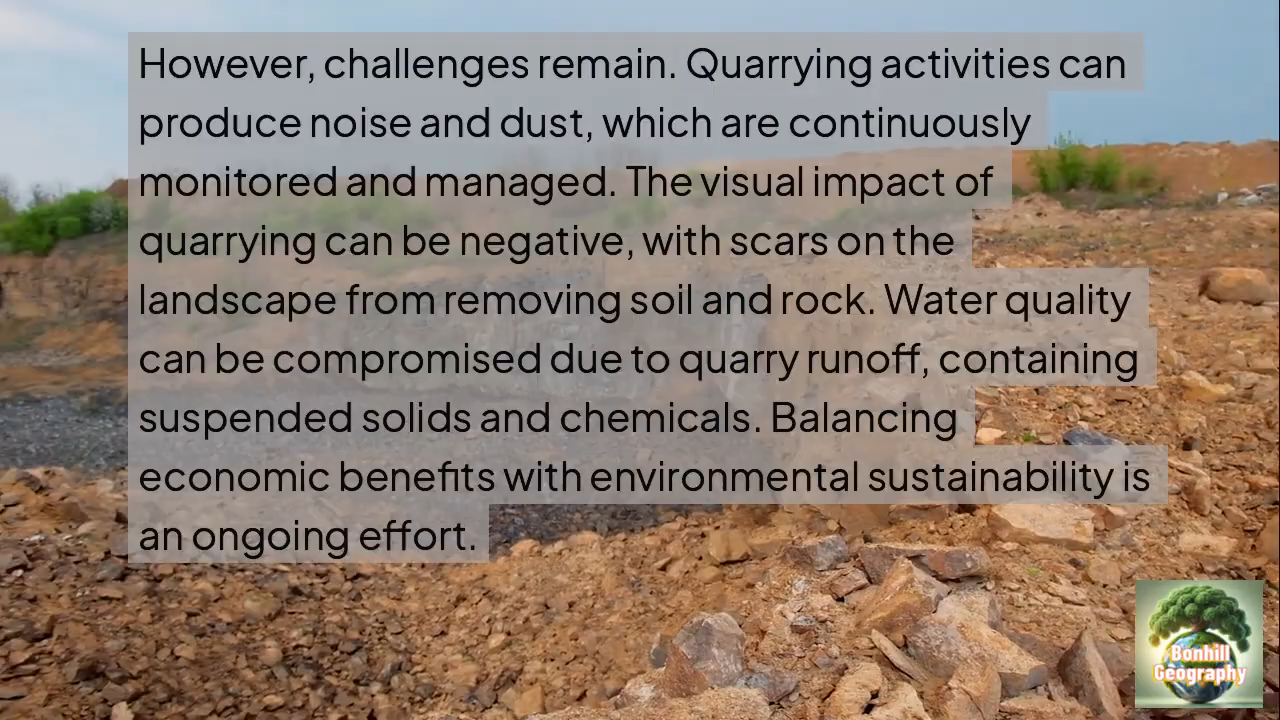 However, challenges remain. Quarrying activities can
produce noise and dust, which are continuously
monitored and managed. The visual impact of
quarrying can be negative, with scars on the
landscape from removing soil and rock. Water quality
can be compromised due to quarry runoff, containing
suspended solids and chemicals. Balancing
economic benefits with environmental sustainability is
an ongoing effort.
Bonhill
Geography